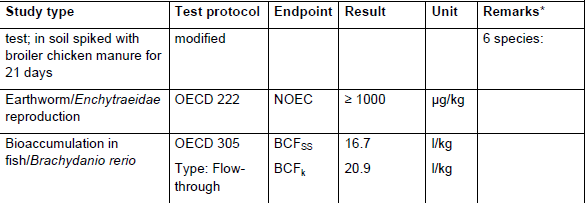 Study type Test protocol Endpoint Result Unit Remarks*
test; in soil spiked with modified 6 species:
broiler chicken manure for
21 days
Earthworm/Enchytraeidae OECD 222 NOEC ≥ 1000 µg/kg
reproduction
Bioaccumulation in OECD 305 BCFSS 16.7 l/kg
fish/Brachydanio rerio Type: Flow- BCFk 20.9 l/kg
through